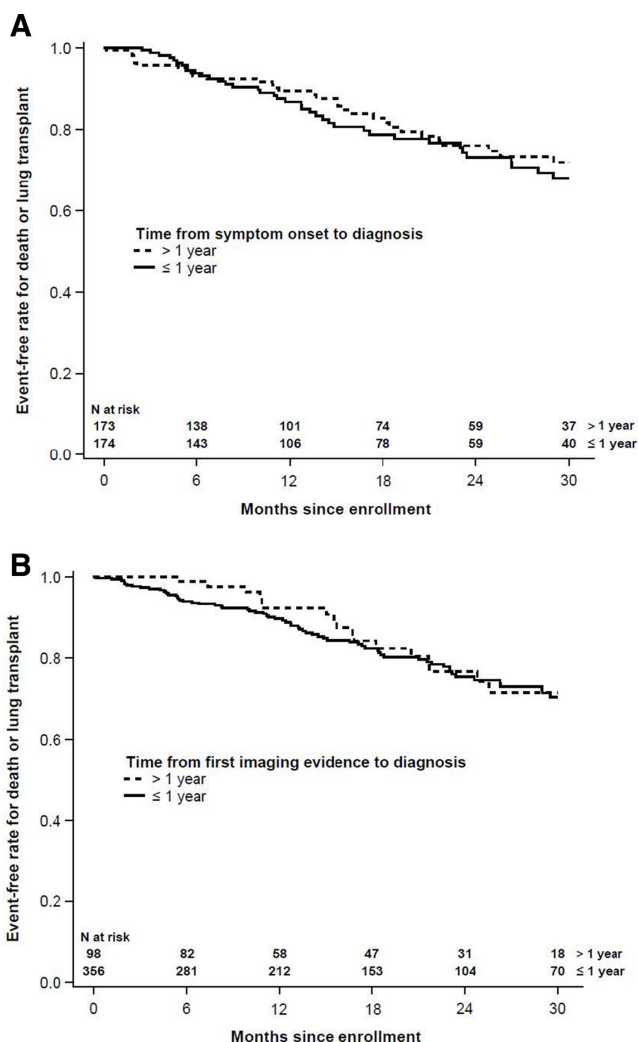 A
Event-free rate for death or lung transplant
1.0
0.8
0.6
0.4
0.2
0.0
Time from symptom onset to diagnosis
> 1 year
≤ 1 year
N at risk
173 138 101 74 59 37 > 1 year
174 143 106 78 59 40 ≤ 1 year
0 6 12 18 24 30
Months since enrollment
B
Event-free rate for death or lung transplant
1.0
0.8
0.6
0.4
0.2
0.0
Time from first imaging evidence to diagnosis
> 1 year
≤ 1 year
N at risk
98 82 58 47 31 18 > 1 year
356 281 212 153 104 70 ≤ 1 year
0 6 12 18 24 30
Months since enrollment